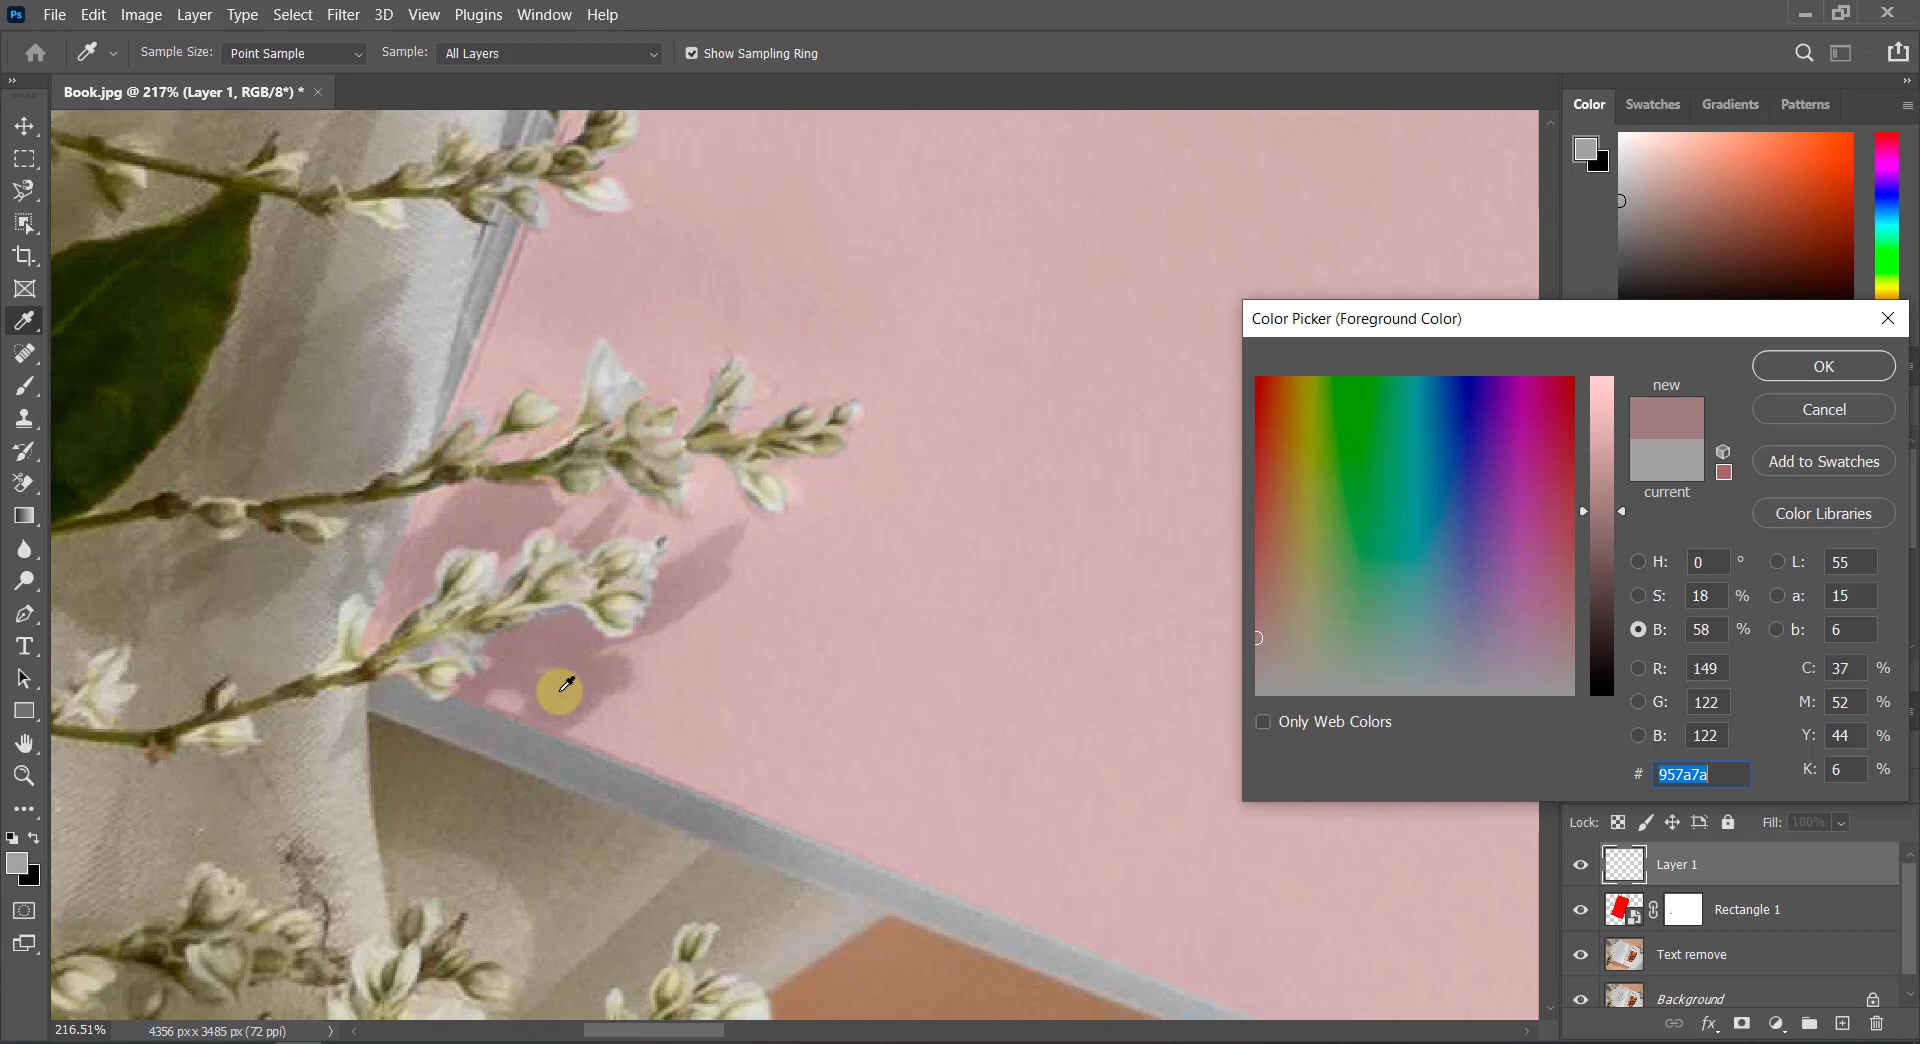 Ps File Edit Image Layer Type Select Filter 3D View Plugins Window Help
Sample Size: Point Sample Sample: All Layers Show Sampling Ring
Book.jpg @ 217% (Layer 1, RGB/8*) *
Color Swatches Gradients Patterns
Color Picker (Foreground Color)
new
OK
Cancel
Add to Swatches
current
Color Libraries
H: 0 ° L: 55
S: 18 % a: 15
B: 58 % b: 6
R: 149 C: 37 %
G: 122 M: 52 %
B: 122 Y: 44 %
# 957a7a K: 6 %
Only Web Colors
Lock: Fill: 100%
Layer 1
Rectangle 1
Text remove
Background
fx
216.51% 4356 px x 3485 px (72 ppi)